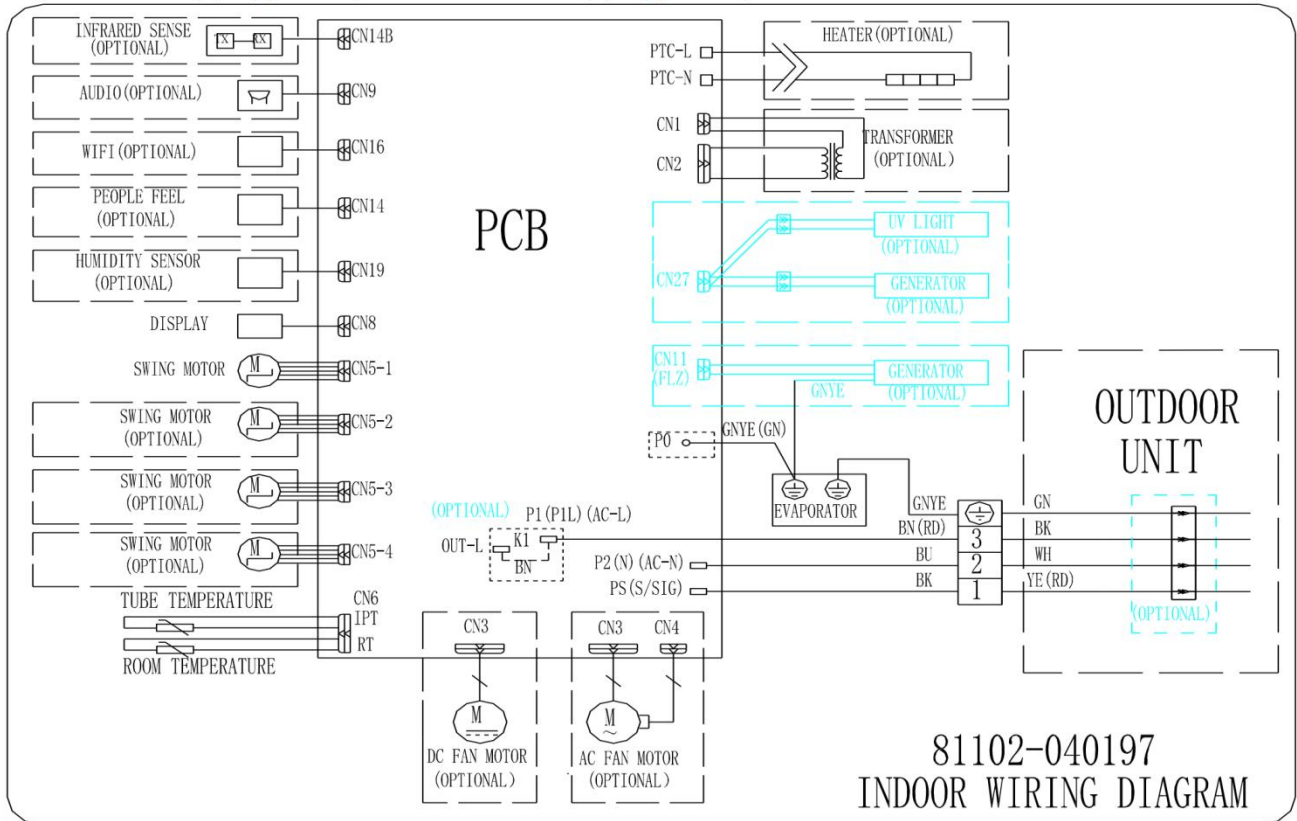 INFRARED SENSE
(OPTIONAL)
TX
RX
CN14B
AUDIO(OPTIONAL)
CN9
WIFI(OPTIONAL)
CN16
PEOPLE FEEL
(OPTIONAL)
CN14
HUMIDITY SENSOR
(OPTIONAL)
CN19
DISPLAY
CN8
SWING MOTOR
M
CN5-1
SWING MOTOR
(OPTIONAL)
M
CN5-2
SWING MOTOR
(OPTIONAL)
M
CN5-3
SWING MOTOR
(OPTIONAL)
M
CN5-4
TUBE TEMPERATURE
CN6
IPT
RT
ROOM TEMPERATURE
PCB
PTC-L
PTC-N
HEATER(OPTIONAL)
CN1
CN2
TRANSFORMER
(OPTIONAL)
CN27
UV LIGHT
(OPTIONAL)
GENERATOR
(OPTIONAL)
CN11
(FLZ)
GENERATOR
(OPTIONAL)
GNYE
P0
GNYE(GN)
EVAPORATOR
(OPTIONAL)
P1(P1L)(AC-L)
OUT-L
K1
BN
P2(N)(AC-N)
PS(S/SIG)
GNYE
BN(RD)
BU
BK
3
2
1
GN
BK
WH
YE(RD)
OUTDOOR
UNIT
(OPTIONAL)
CN3
M
DC FAN MOTOR
(OPTIONAL)
CN3
CN4
M
~
AC FAN MOTOR
(OPTIONAL)
81102-040197
INDOOR WIRING DIAGRAM